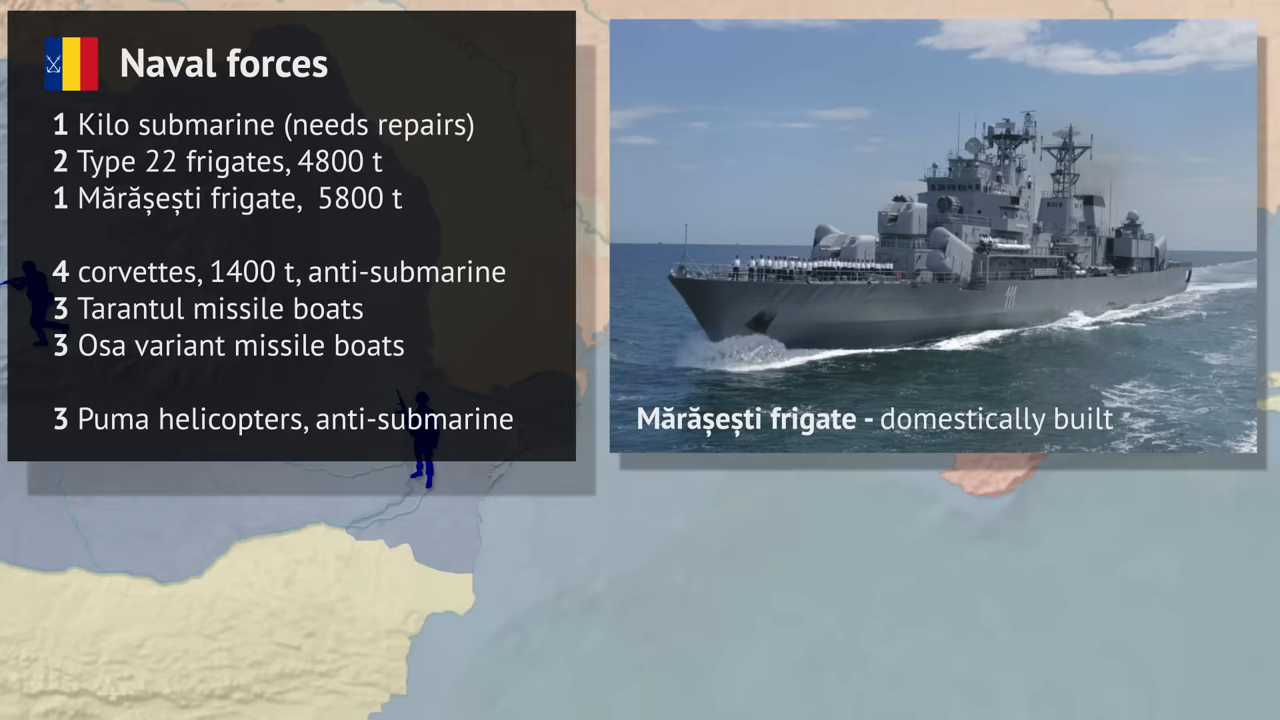 Naval forces
1 Kilo submarine (needs repairs)
2 Type 22 frigates, 4800 t
1 Mărășești frigate, 5800 t
4 corvettes, 1400 t, anti-submarine
3 Tarantul missile boats
3 Osa variant missile boats
3 Puma helicopters, anti-submarine
111
Mărășești frigate - domestically built